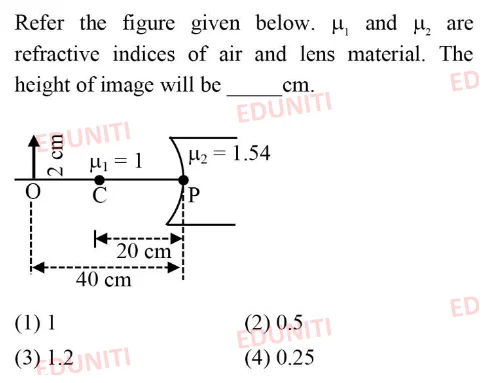 Refer the figure given below. μ₁ and μ₂ are
refractive indices of air and lens material. The
height of image will be _____cm.
ED
EDUNITI
EDUNITI
2 cm
μ₁ = 1
μ₂ = 1.54
O
C
P
20 cm
40 cm
ED
(1) 1
(2) 0.5
EDUNITI
(3) 1.2
(4) 0.25
EDUNITI